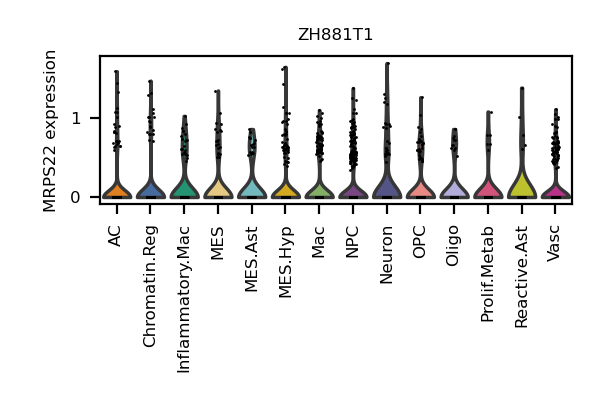 ZH881T1
MRPS22 expression
1
0
AC
Chromatin.Reg
Inflammatory.Mac
MES
MES.Ast
MES.Hyp
Mac
NPC
Neuron
OPC
Oligo
Prolif.Metab
Reactive.Ast
Vasc